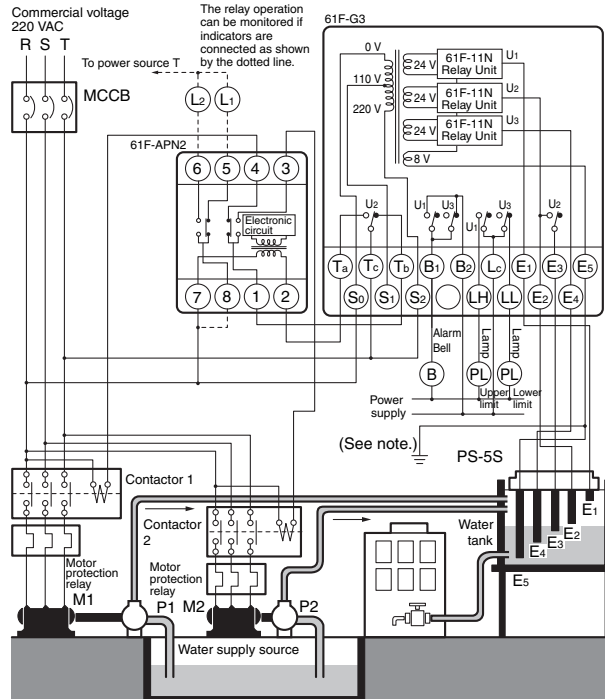 Commercial voltage
220 VAC
R S T
MCCB
The relay operation
can be monitored if
indicators are
connected as shown
by the dotted line.
To power source T
L2 L1
61F-APN2
6 5 4 3
Electronic
circuit
7 8 1 2
61F-G3
0 V
110 V
220 V
24 V
61F-11N
Relay Unit
U1
24 V
61F-11N
Relay Unit
U2
24 V
61F-11N
Relay Unit
U3
8 V
U2
U1 U3
U1
U3
U2
Ta Tc Tb B1 B2 Lc E1 E3 E5
S0 S1 S2 LH LL E2 E4
Alarm
Bell
Lamp
Lamp
B PL PL
Power
supply
Upper
limit
Lower
limit
(See note.)
PS-5S
Contactor 1
Contactor
2
Motor
protection
relay
Motor
protection
relay
Water
tank
E1
E2
E3
E4
E5
M1 P1 M2 P2
Water supply source